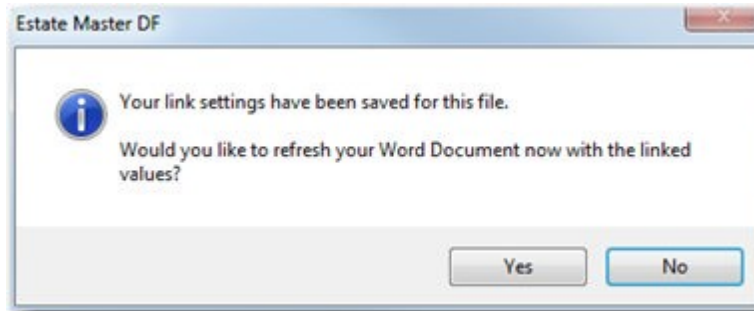 Estate Master DF
Your link settings have been saved for this file.
Would you like to refresh your Word Document now with the linked
values?
Yes
No